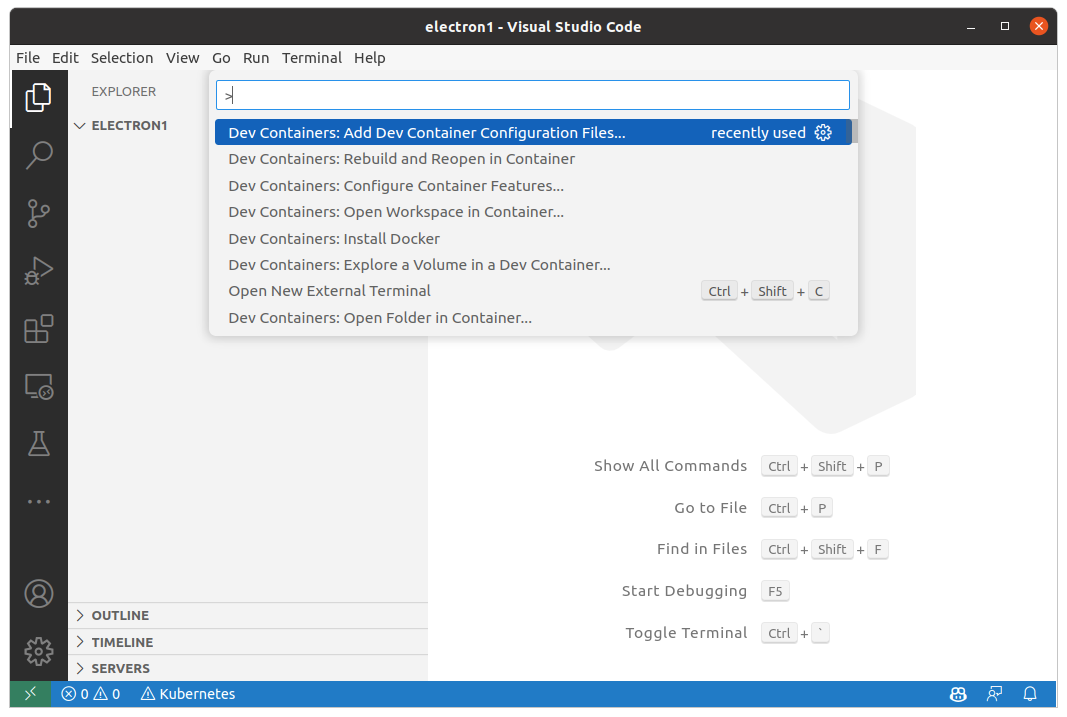 electron1 - Visual Studio Code
File Edit Selection View Go Run Terminal Help
EXPLORER
ELECTRON1
>
Dev Containers: Add Dev Container Configuration Files... recently used
Dev Containers: Rebuild and Reopen in Container
Dev Containers: Configure Container Features...
Dev Containers: Open Workspace in Container...
Dev Containers: Install Docker
Dev Containers: Explore a Volume in a Dev Container...
Open New External Terminal Ctrl + Shift + C
Dev Containers: Open Folder in Container...
Show All Commands Ctrl + Shift + P
Go to File Ctrl + P
Find in Files Ctrl + Shift + F
Start Debugging F5
Toggle Terminal Ctrl + `
OUTLINE
TIMELINE
SERVERS
0 0 Kubernetes